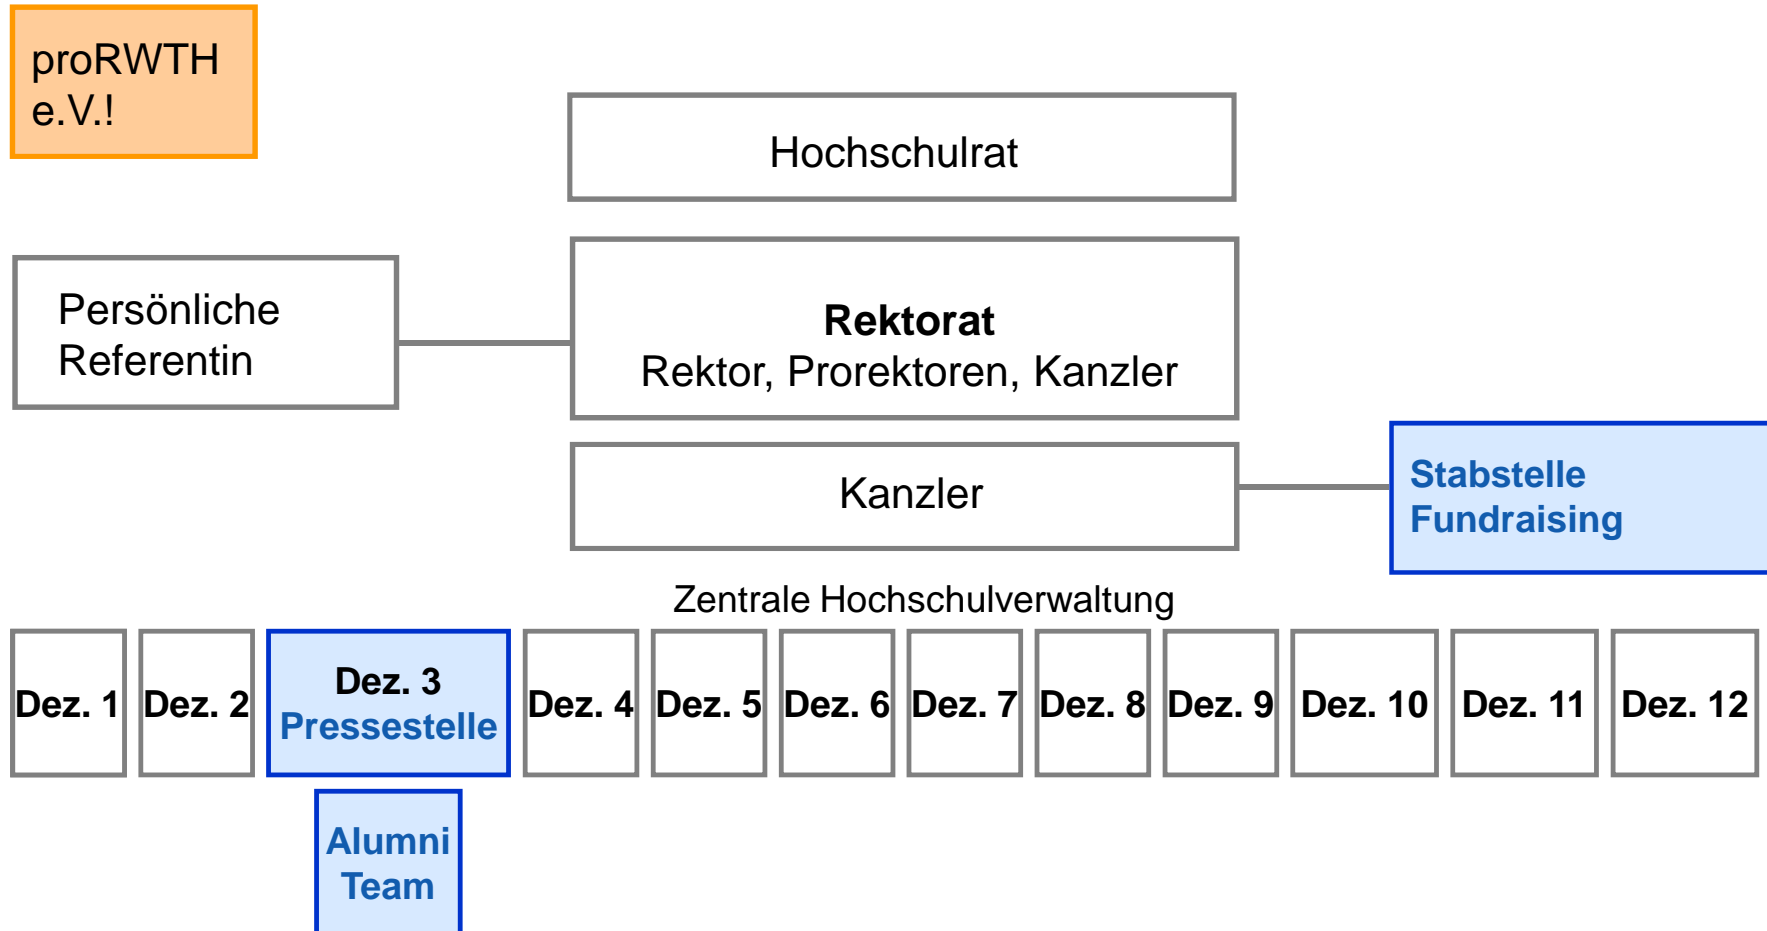 proRWTH
e.V.!
Hochschulrat
Persönliche
Referentin
Rektorat
Rektor, Prorektoren, Kanzler
Kanzler
Stabstelle
Fundraising
Zentrale Hochschulverwaltung
Dez. 1
Dez. 2
Dez. 3
Pressestelle
Dez. 4
Dez. 5
Dez. 6
Dez. 7
Dez. 8
Dez. 9
Dez. 10
Dez. 11
Dez. 12
Alumni
Team